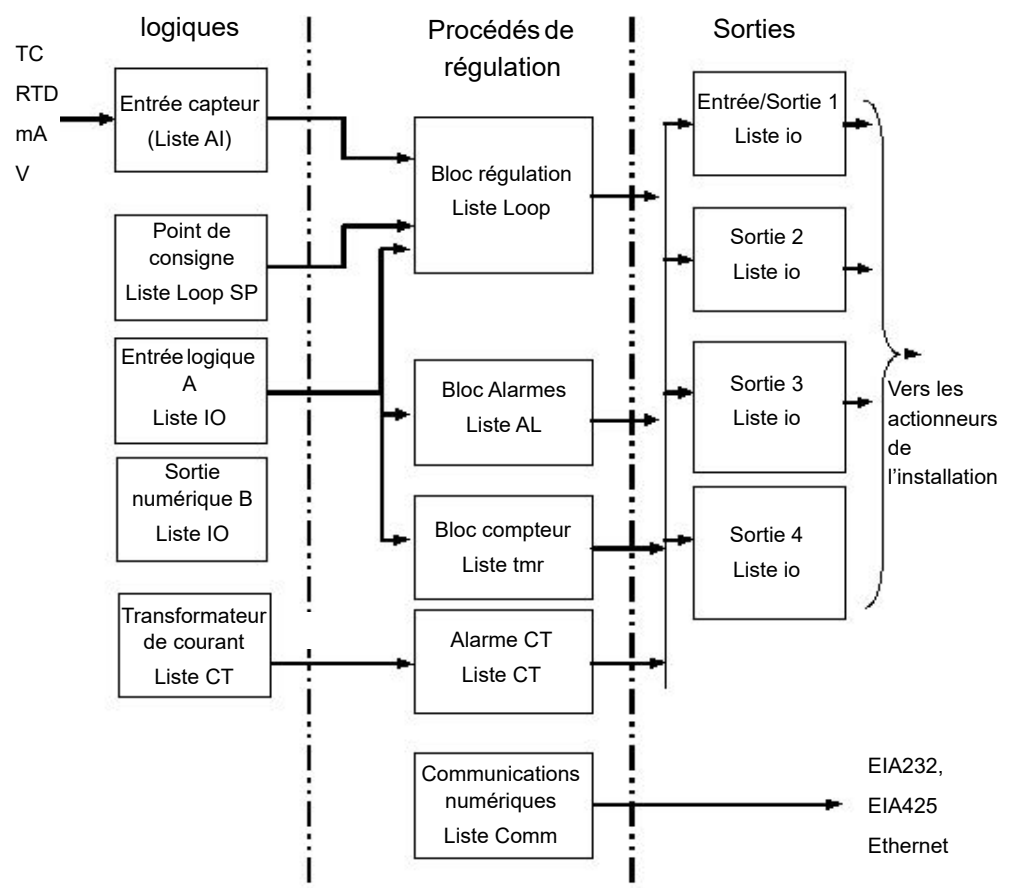 logiques
TC
RTD
mA
V
Entrée capteur
(Liste AI)
Point de
consigne
Liste Loop SP
Entrée logique
A
Liste IO
Sortie
numérique B
Liste IO
Transformateur
de courant
Liste CT
Procédés de
régulation
Bloc régulation
Liste Loop
Bloc Alarmes
Liste AL
Bloc compteur
Liste tmr
Alarme CT
Liste CT
Communications
numériques
Liste Comm
Sorties
Entrée/Sortie 1
Liste io
Sortie 2
Liste io
Sortie 3
Liste io
Sortie 4
Liste io
Vers les
actionneurs
de
l’installation
EIA232,
EIA425
Ethernet